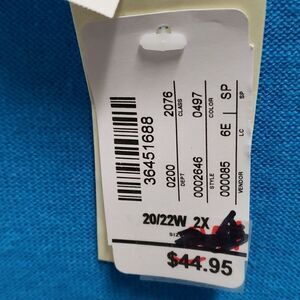 36451688
0200 2076
DEPT CLASS
0002646 0497
STYLE COLOR
000085 6E SP
VENDOR LC SP
20/22W 2X
SIZE
$44.95